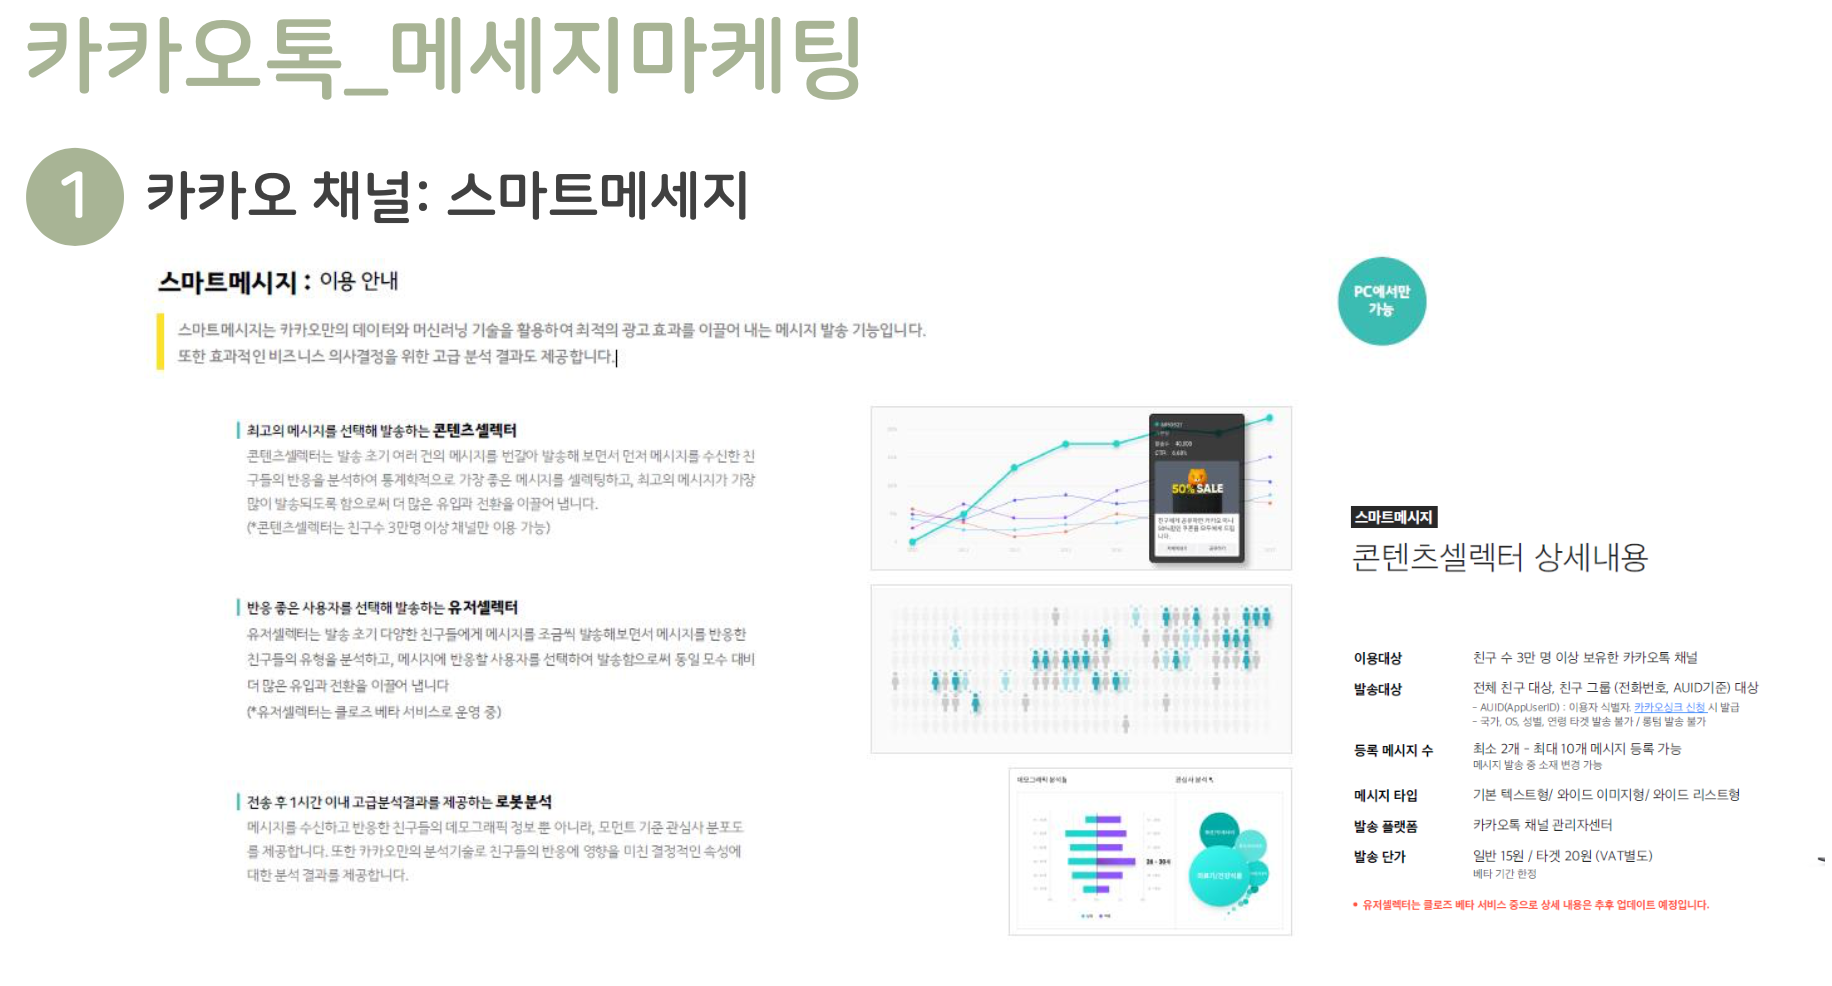 카카오톡_메세지마케팅
1 카카오 채널: 스마트메세지
스마트메시지 : 이용 안내
PC에서만
가능
스마트메시지는 카카오만의 데이터와 머신러닝 기술을 활용하여 최적의 광고 효과를 이끌어 내는 메시지 발송 기능입니다.
또한 효과적인 비즈니스 의사결정을 위한 고급 분석 결과도 제공합니다.
최고의 메시지를 선택해 발송하는 콘텐츠셀렉터
콘텐츠셀렉터는 발송 초기 여러 건의 메시지를 번갈아 발송해 보면서 먼저 메시지를 수신한 친
구들의 반응을 분석하여 통계학적으로 가장 좋은 메시지를 셀렉팅하고, 최고의 메시지가 가장
많이 발송되도록 함으로써 더 많은 유입과 전환을 이끌어 냅니다.
(*콘텐츠셀렉터는 친구수 3만명 이상 채널만 이용 가능)
50% SALE
반응 좋은 사용자를 선택해 발송하는 유저셀렉터
유저셀렉터는 발송 초기 다양한 친구들에게 메시지를 조금씩 발송해보면서 메시지를 반응한
친구들의 유형을 분석하고, 메시지에 반응할 사용자를 선택하여 발송함으로써 동일 모수 대비
더 많은 유입과 전환을 이끌어 냅니다
(*유저셀렉터는 클로즈 베타 서비스로 운영 중)
전송 후 1시간 이내 고급분석결과를 제공하는 로봇분석
메시지를 수신하고 반응한 친구들의 데모그래픽 정보 뿐 아니라, 모먼트 기준 관심사 분포도
를 제공합니다. 또한 카카오만의 분석기술로 친구들의 반응에 영향을 미친 결정적인 속성에
대한 분석 결과를 제공합니다.
데모그래픽 분석
관심사 분석
스마트메시지
콘텐츠셀렉터 상세내용
이용대상 친구 수 3만 명 이상 보유한 카카오톡 채널
발송대상 전체 친구 대상, 친구 그룹 (전화번호, AUID기준) 대상
- AUID(AppUserID) : 이용자 식별자, 카카오싱크 신청 시 발급
- 국가, OS, 성별, 연령 타겟 발송 불가 / 롱텀 발송 불가
등록 메시지 수 최소 2개 - 최대 10개 메시지 등록 가능
메시지 발송 중 소재 변경 가능
메시지 타입 기본 텍스트형/ 와이드 이미지형/ 와이드 리스트형
발송 플랫폼 카카오톡 채널 관리자센터
발송 단가 일반 15원 / 타겟 20원 (VAT별도)
베타 기간 한정
• 유저셀렉터는 클로즈 베타 서비스 중으로 상세 내용은 추후 업데이트 예정입니다.